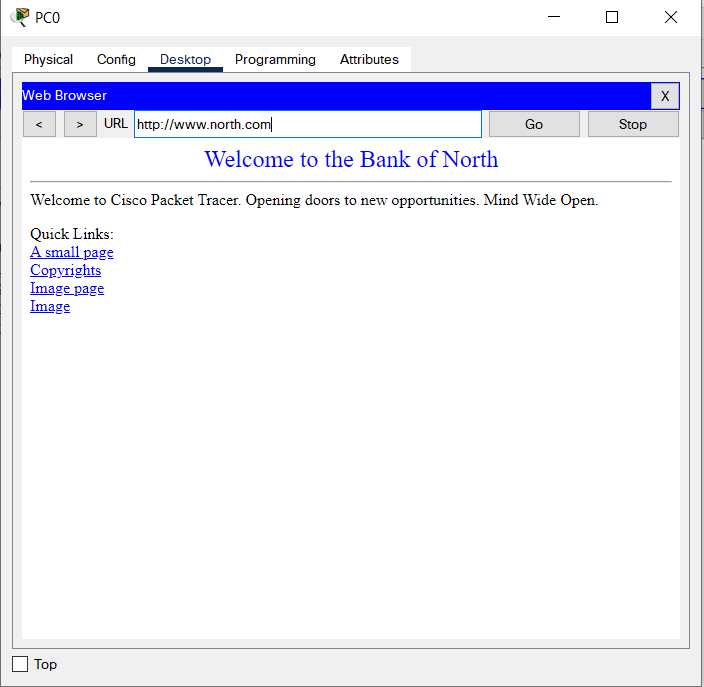 PC0
Physical Config Desktop Programming Attributes
Web Browser X
< > URL http://www.north.com Go Stop
Welcome to the Bank of North
Welcome to Cisco Packet Tracer. Opening doors to new opportunities. Mind Wide Open.
Quick Links:
A small page
Copyrights
Image page
Image
Top